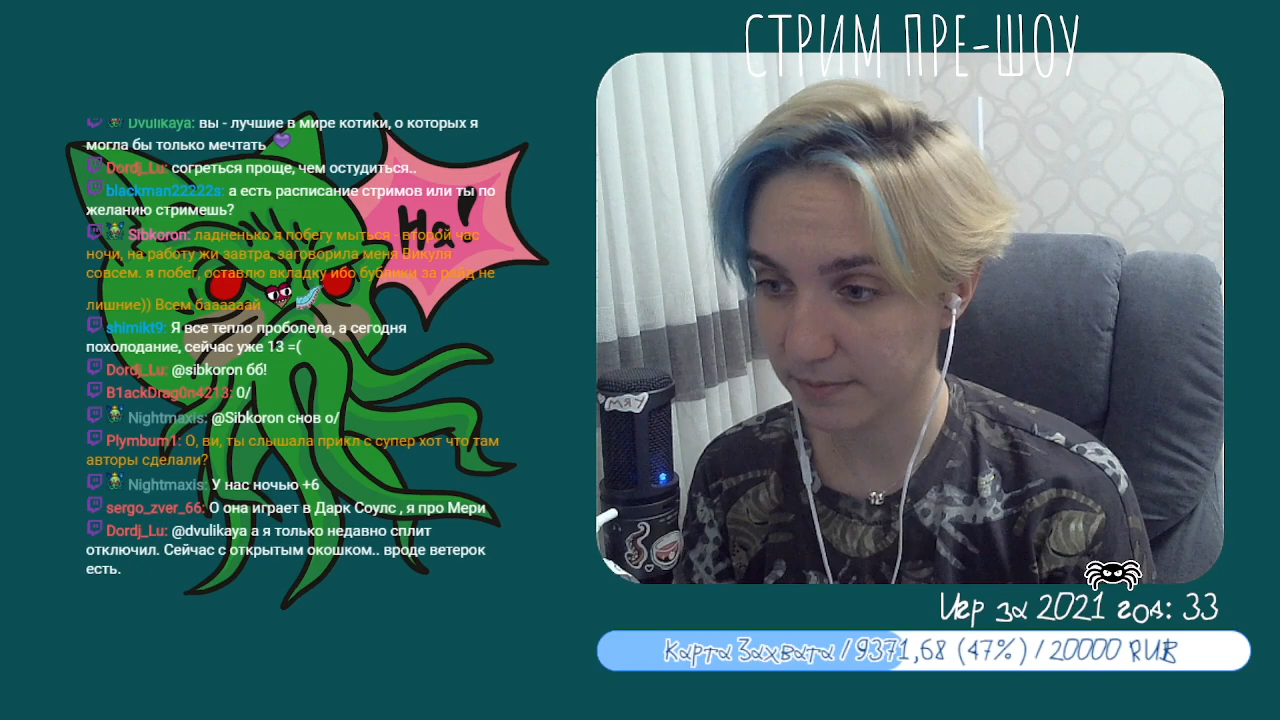 СТРИМ ПРЕ-ШОУ
Dvulikaya: вы - лучшие в мире котики, о которых я
могла бы только мечтать
Dordj_Lu: согреться проще, чем остудиться..
blackman22222s: а есть расписание стримов или ты по
желанию стримешь?
Sibkoron: ладненько я побегу мыться - второй час
ночи, на работу жи завтра, заговорила меня Викуля
совсем. я побег, оставлю вкладку ибо бублики за райд не
лишние)) Всем баааааай
shimikt9: Я все тепло проболела, а сегодня
похолодание, сейчас уже 13 =(
Dordj_Lu: @sibkoron бб!
B1ackDrag0n4213: 0/
Nightmaxis: @Sibkoron снов о/
Plymbum1: О, ви, ты слышала прикл с супер хот что там
авторы сделали?
Nightmaxis: У нас ночью +6
sergo_zver_66: О она играет в Дарк Соулс , я про Мери
Dordj_Lu: @dvulikaya а я только недавно сплит
отключил. Сейчас с открытым окошком.. вроде ветерок
есть.
Ня!
МЯУ
Игр за 2021 год: 33
Карта Захвата / 9371,68 (47%) / 20000 RUB